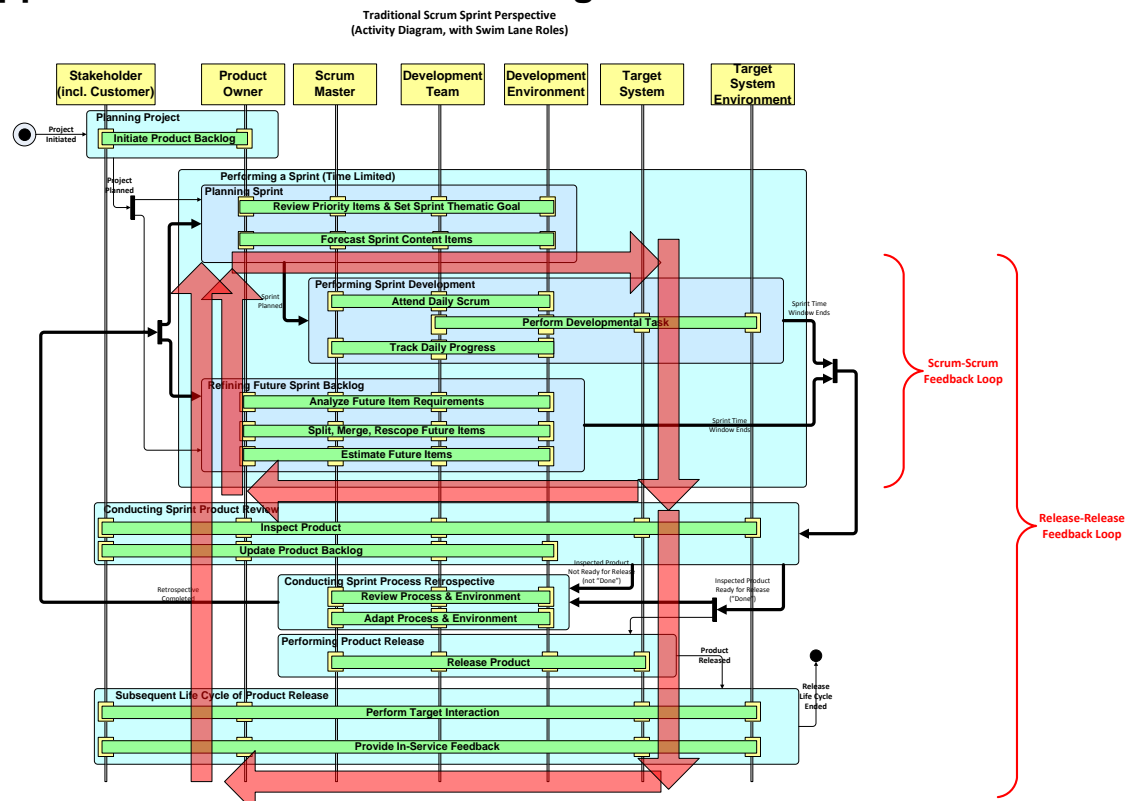 Traditional Scrum Sprint Perspective
(Activity Diagram, with Swim Lane Roles)
Stakeholder
(incl. Customer)
Product
Owner
Scrum
Master
Development
Team
Development
Environment
Target
System
Target
System
Environment
Planning Project
Project
Initiated
Initiate Product Backlog
Project
Planned
Performing a Sprint (Time Limited)
Planning Sprint
Review Priority Items & Set Sprint Thematic Goal
Forecast Sprint Content Items
Sprint
Planned
Performing Sprint Development
Attend Daily Scrum
Perform Developmental Task
Track Daily Progress
Sprint Time
Window Ends
Scrum-Scrum
Feedback Loop
Refining Future Sprint Backlog
Analyze Future Item Requirements
Split, Merge, Rescope Future Items
Estimate Future Items
Sprint Time
Window Ends
Conducting Sprint Product Review
Inspect Product
Update Product Backlog
Release-Release
Feedback Loop
Inspected Product
Not Ready for Release
(not "Done")
Inspected Product
Ready for Release
("Done")
Conducting Sprint Process Retrospective
Review Process & Environment
Adapt Process & Environment
Retrospective
Completed
Performing Product Release
Release Product
Product
Released
Release
Life Cycle
Ended
Subsequent Life Cycle of Product Release
Perform Target Interaction
Provide In-Service Feedback